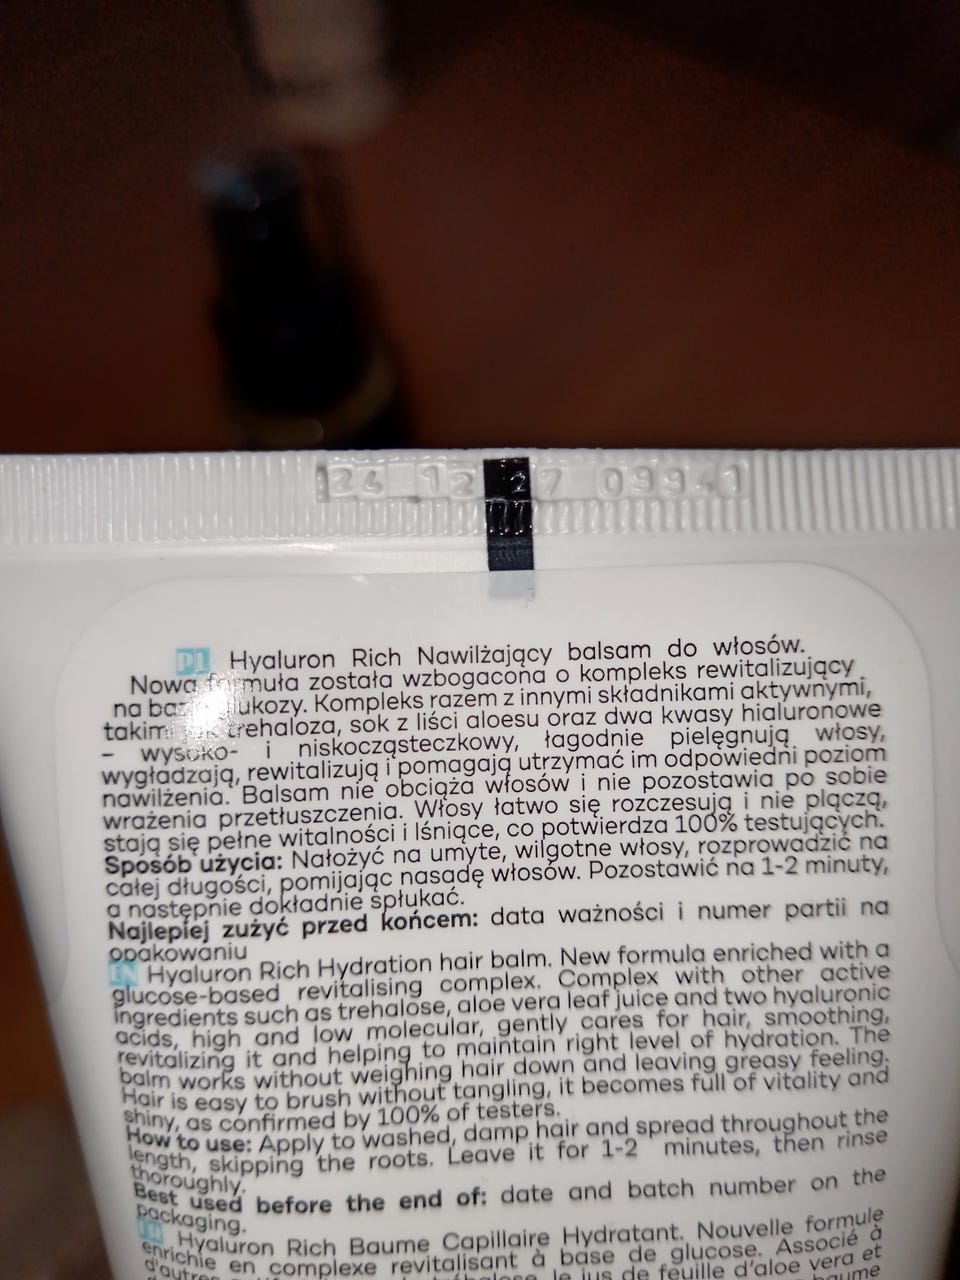 24 12 27 09941
PL Hyaluron Rich Nawilżający balsam do włosów.
Nowa formuła została wzbogacona o kompleks rewitalizujący
na glukozy. Kompleks razem z innymi składnikami aktywnymi,
takimi jak trehaloza, sok z liści aloesu oraz dwa kwasy hialuronowe
– wysoko- i niskocząsteczkowy, łagodnie pielęgnują włosy,
wygładzają, rewitalizują i pomagają utrzymać im odpowiedni poziom
nawilżenia. Balsam nie obciąża włosów i nie pozostawia po sobie
wrażenia przetłuszczenia. Włosy łatwo się rozczesują i nie plączą,
stają się pełne witalności i lśniące, co potwierdza 100% testujących.
Sposób użycia: Nałożyć na umyte, wilgotne włosy, rozprowadzić na
całej długości, pomijając nasadę włosów. Pozostawić na 1-2 minuty,
a następnie dokładnie spłukać.
Najlepiej zużyć przed końcem: data ważności i numer partii na
opakowaniu
EN Hyaluron Rich Hydration hair balm. New formula enriched with a
glucose-based revitalising complex. Complex with other active
ingredients such as trehalose, aloe vera leaf juice and two hyaluronic
acids, high and low molecular, gently cares for hair, smoothing,
revitalizing it and helping to maintain right level of hydration. The
balm works without weighing hair down and leaving greasy feeling.
Hair is easy to brush without tangling, it becomes full of vitality and
shiny, as confirmed by 100% of testers.
How to use: Apply to washed, damp hair and spread throughout the
length, skipping the roots. Leave it for 1-2 minutes, then rinse
thoroughly.
Best used before the end of: date and batch number on the
packaging.
Hyaluron Rich Baume Capillaire Hydratant. Nouvelle formule
enrichie en complexe revitalisant à base de glucose. Associé à
d'autres le jus de feuille d'aloe vera et
baume